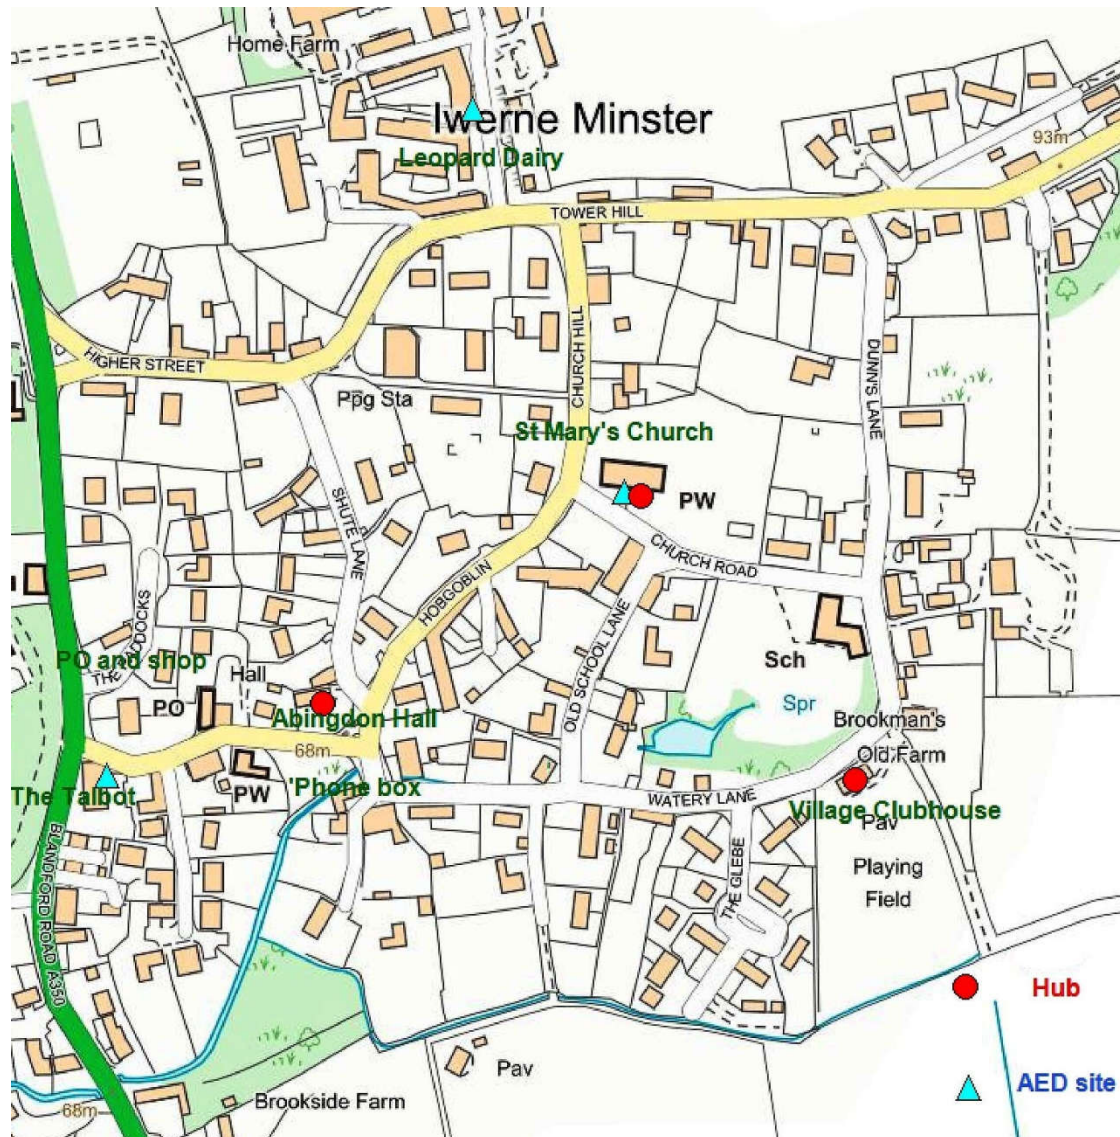 Home Farm
Iwerne Minster
Leopard Dairy
93m
TOWER HILL
HIGHER STREET
CHURCH HILL
DUNN'S LANE
Ppg Sta
St Mary's Church
PW
SHUTE LANE
CHURCH ROAD
HOBGOBLIN
THE PADDOCKS
OLD SCHOOL LANE
PO and shop
Hall
Sch
PO
Spr
Abingdon Hall
Brookman's
Old Farm
68m
PW
'Phone box
The Talbot
WATERY LANE
Village Clubhouse
Pav
Playing
Field
THE GLEBE
BLANDFORD ROAD A350
Hub
Pav
AED site
Brookside Farm
68m